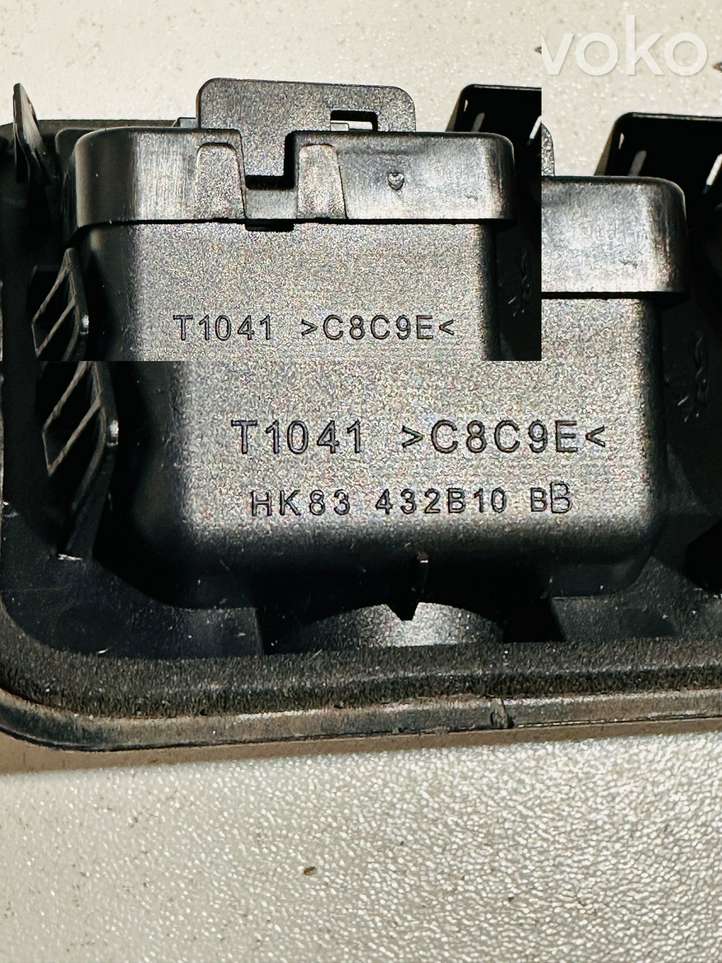 voko
T1041 >C8C9E<
T1041 >C8C9E<
HK83 432B10 BB